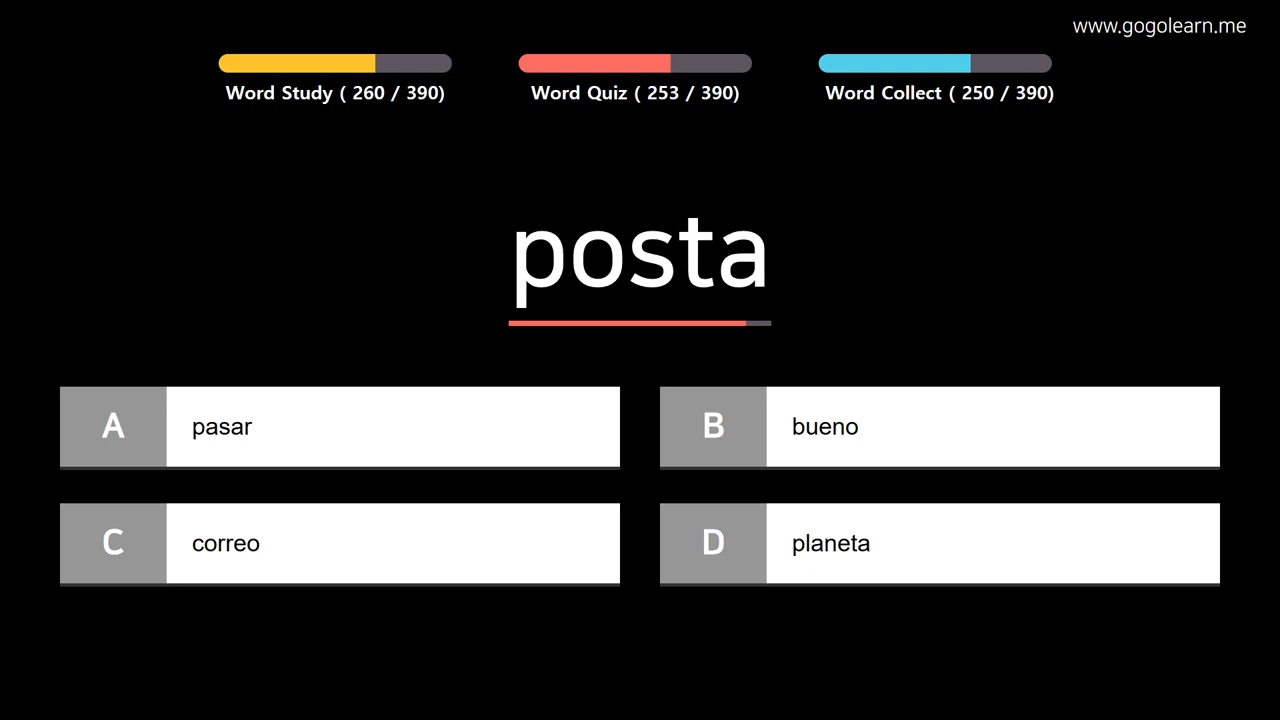 www.gogolearn.me
Word Study ( 260 / 390)
Word Quiz ( 253 / 390)
Word Collect ( 250 / 390)
posta
A pasar
B bueno
C correo
D planeta